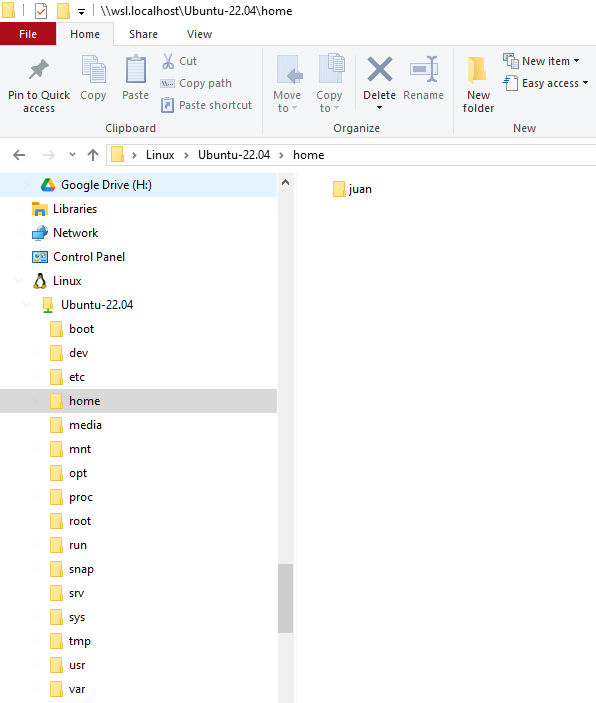 \\wsl.localhost\Ubuntu-22.04\home
File Home Share View
Pin to Quick access
Copy
Paste
Cut
Copy path
Paste shortcut
Clipboard
Move to
Copy to
Delete
Rename
Organize
New folder
New item
Easy access
New
Linux > Ubuntu-22.04 > home
Google Drive (H:)
Libraries
Network
Control Panel
Linux
Ubuntu-22.04
boot
dev
etc
home
media
mnt
opt
proc
root
run
snap
srv
sys
tmp
usr
var
juan